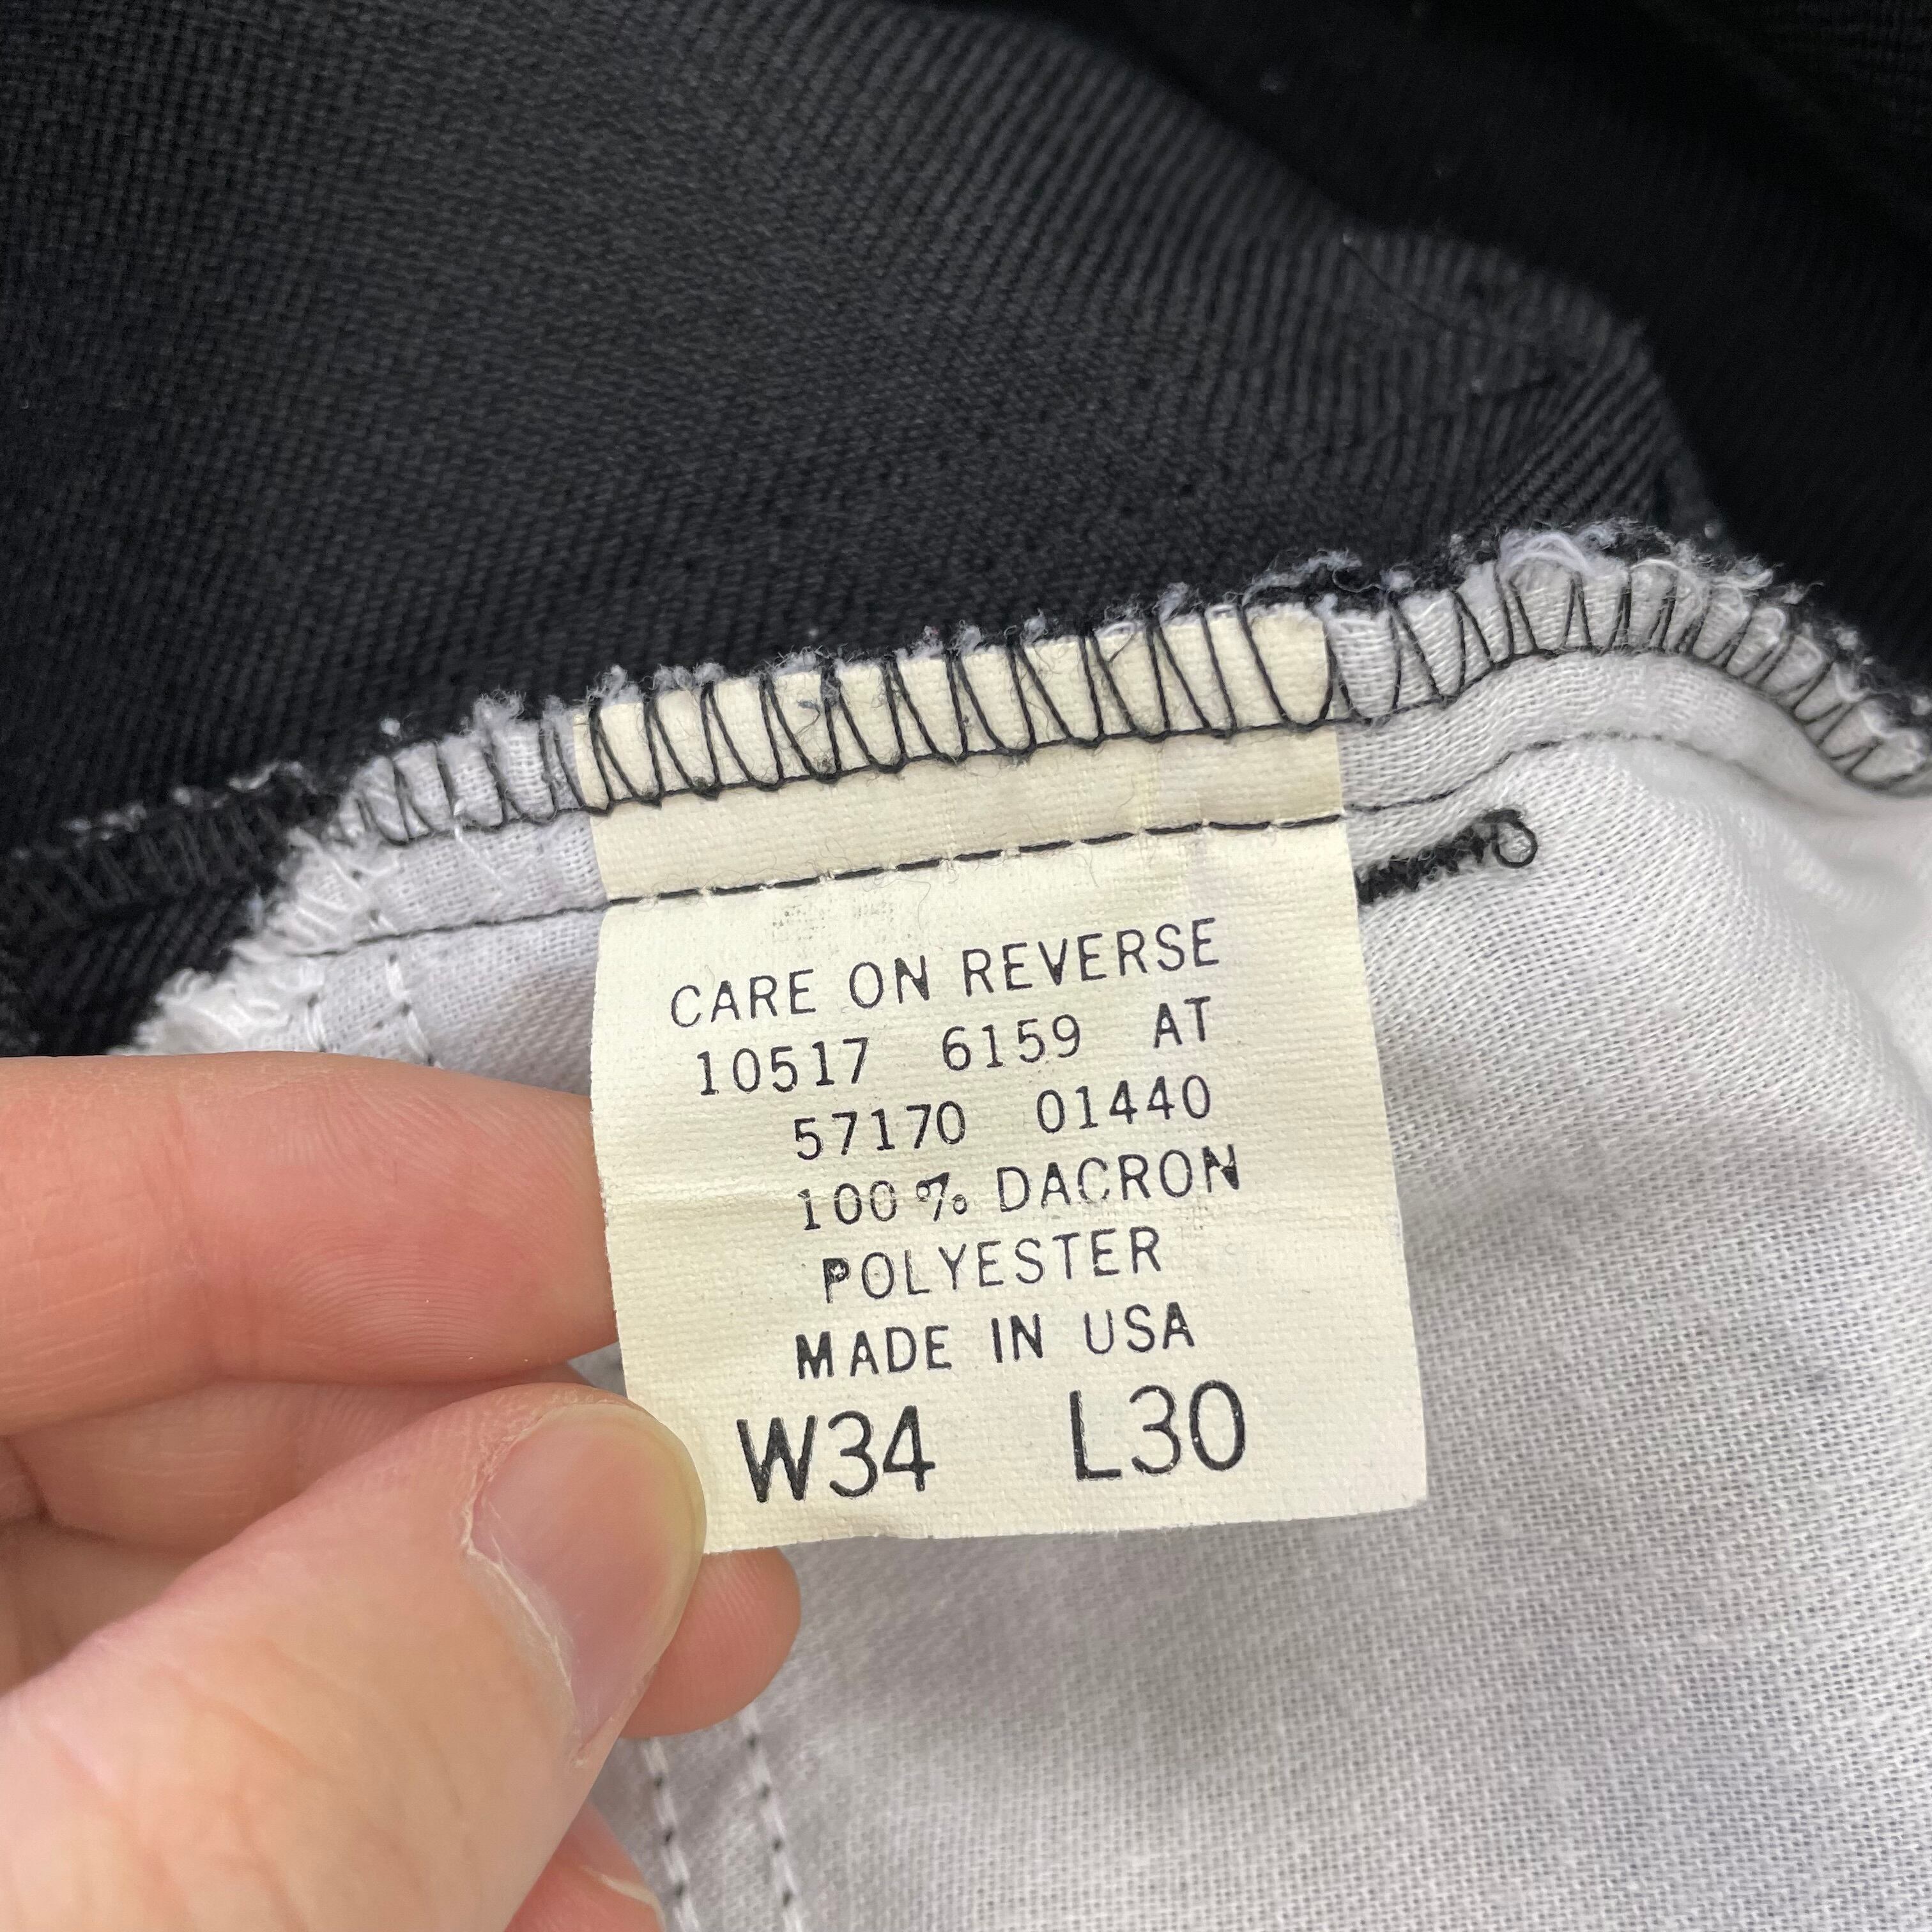 CARE ON REVERSE
10517 6159 AT
57170 01440
100% DACRON
POLYESTER
MADE IN USA
W34 L30